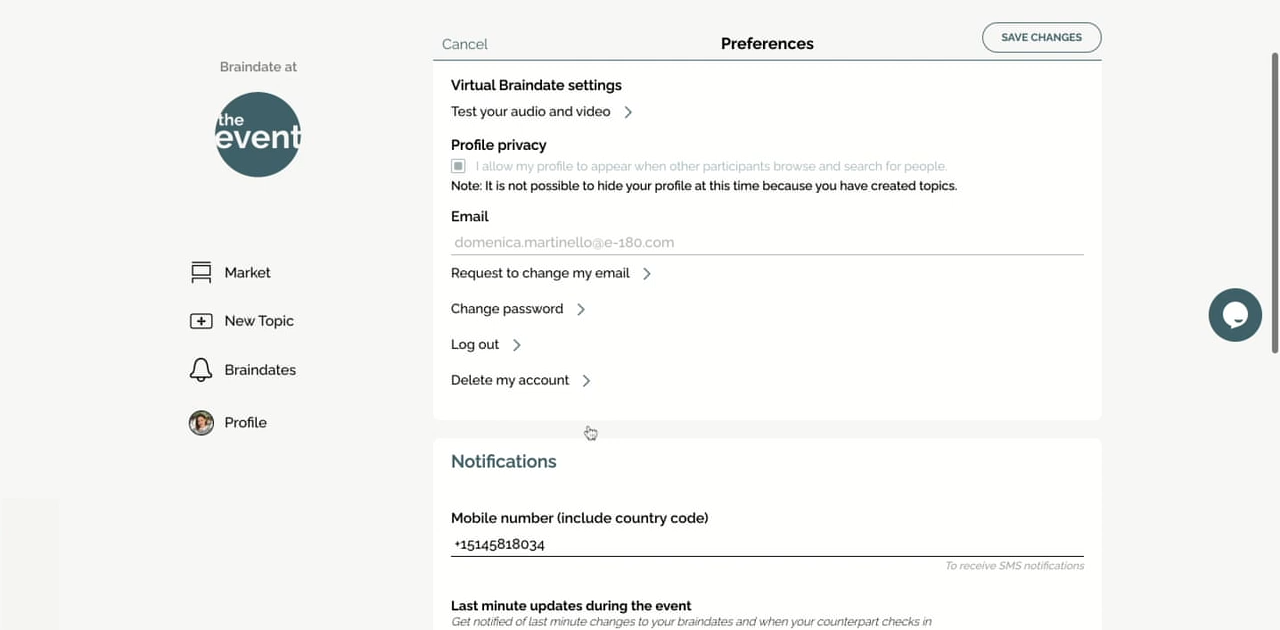 Cancel
Preferences
SAVE CHANGES
Braindate at
the
event
Market
New Topic
Braindates
Profile
Virtual Braindate settings
Test your audio and video
Profile privacy
I allow my profile to appear when other participants browse and search for people.
Note: It is not possible to hide your profile at this time because you have created topics.
Email
domenica.martinello@e-180.com
Request to change my email
Change password
Log out
Delete my account
Notifications
Mobile number (include country code)
+15145818034
To receive SMS notifications
Last minute updates during the event
Get notified of last minute changes to your braindates and when your counterpart checks in